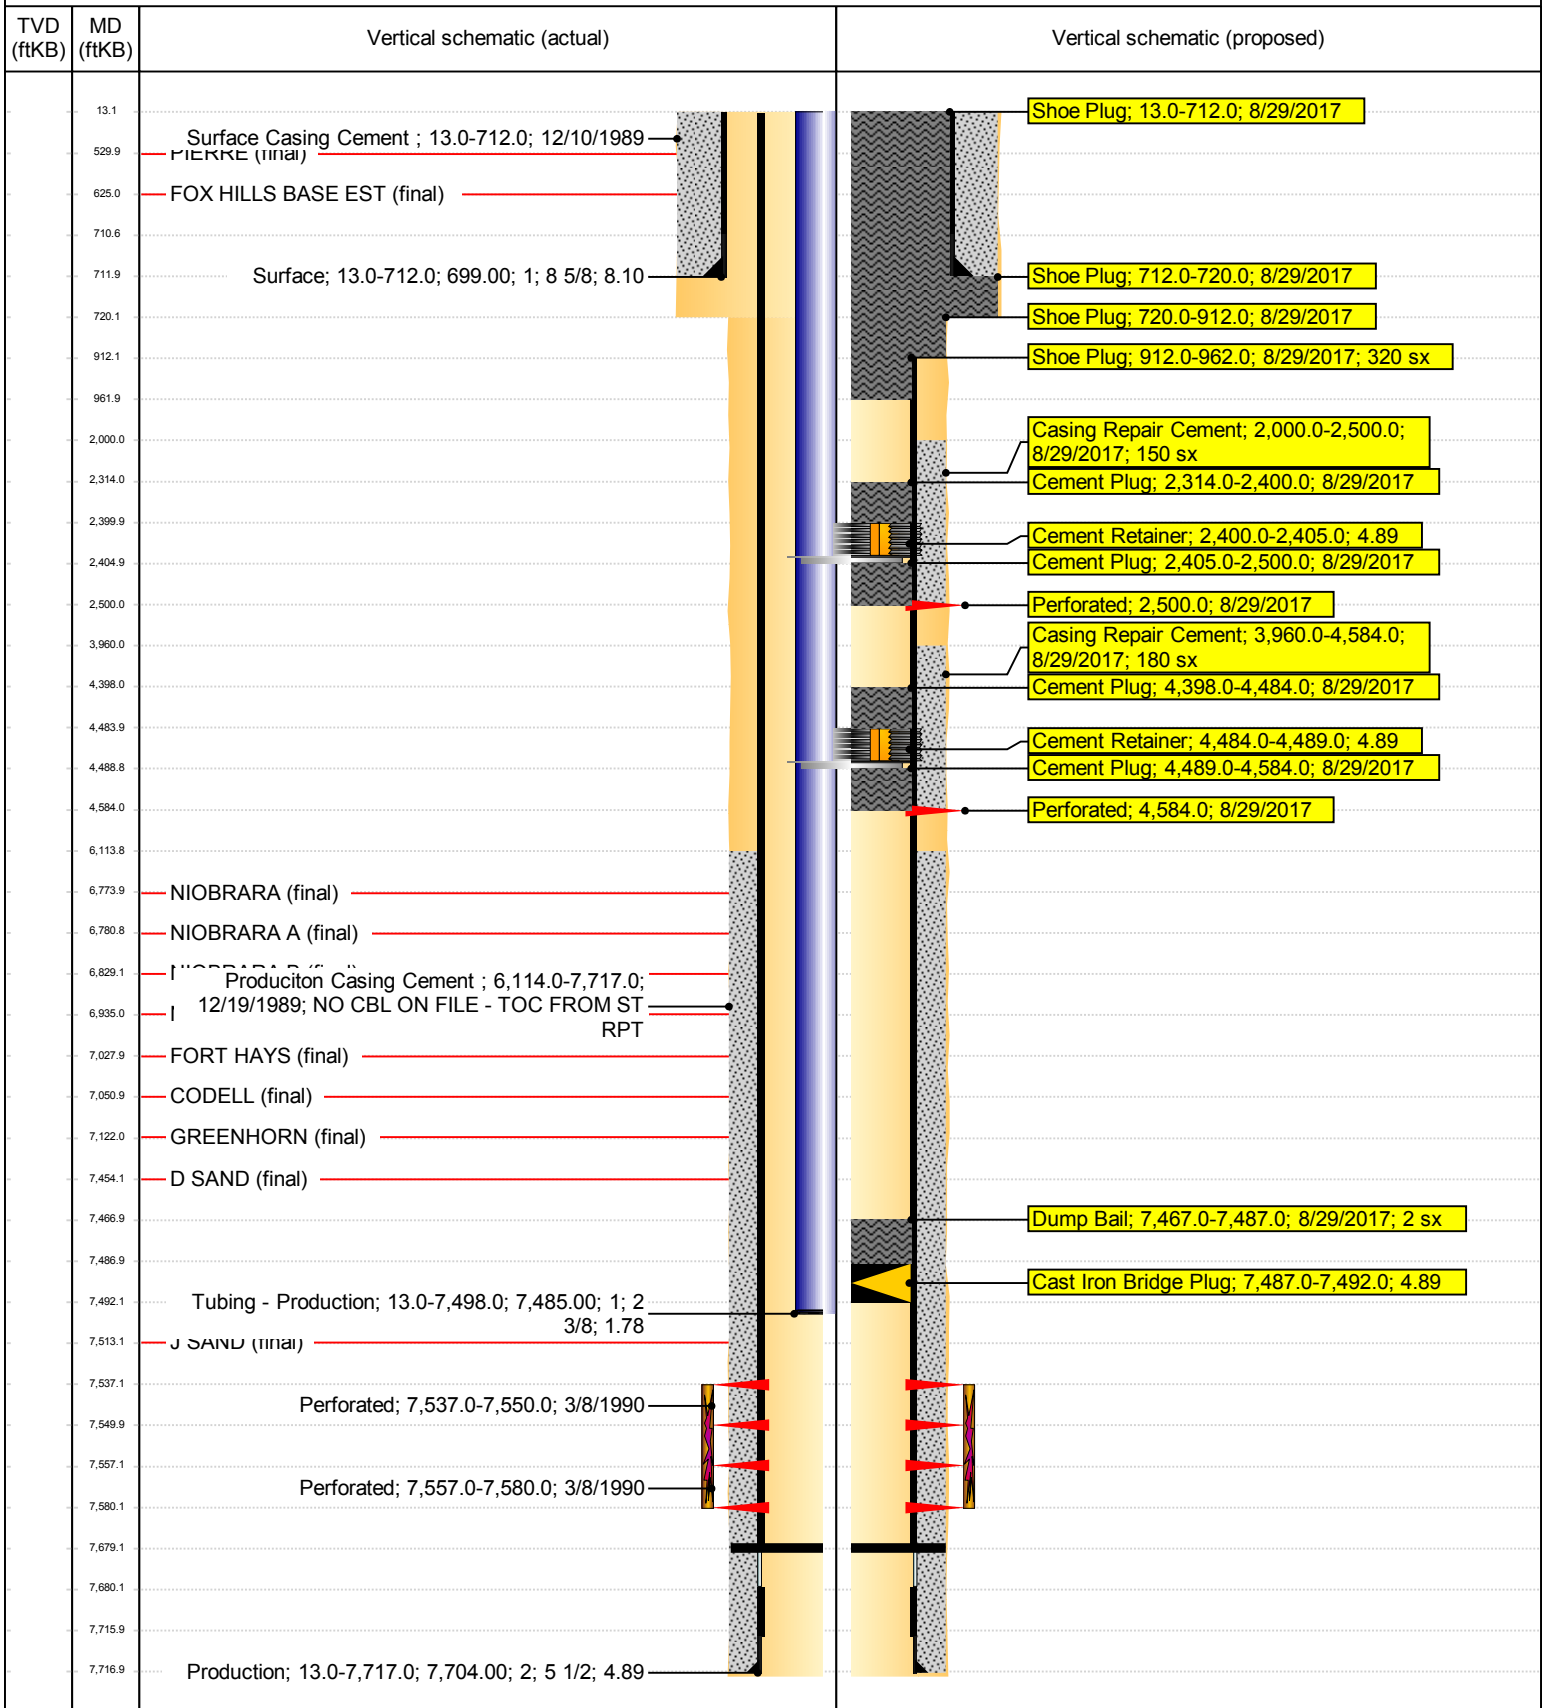 TVD
(ftKB)
MD
(ftKB)
Vertical schematic (actual)
Vertical schematic (proposed)
13.1
529.9
625.0
710.6
711.9
720.1
912.1
961.9
2,000.0
2,314.0
2,399.9
2,404.9
2,500.0
3,960.0
4,398.0
4,483.9
4,488.8
4,584.0
6,113.8
6,773.9
6,780.8
6,829.1
6,935.0
7,027.9
7,050.9
7,122.0
7,454.1
7,466.9
7,486.9
7,492.1
7,513.1
7,537.1
7,549.9
7,557.1
7,580.1
7,679.1
7,680.1
7,715.9
7,716.9
Surface Casing Cement ; 13.0-712.0; 12/10/1989
PIERRE (final)
FOX HILLS BASE EST (final)
Surface; 13.0-712.0; 699.00; 1; 8 5/8; 8.10
NIOBRARA (final)
NIOBRARA A (final)
Produciton Casing Cement ; 6,114.0-7,717.0;
12/19/1989; NO CBL ON FILE - TOC FROM ST
RPT
FORT HAYS (final)
CODELL (final)
GREENHORN (final)
D SAND (final)
Tubing - Production; 13.0-7,498.0; 7,485.00; 1; 2
3/8; 1.78
J SAND (final)
Perforated; 7,537.0-7,550.0; 3/8/1990
Perforated; 7,557.0-7,580.0; 3/8/1990
Production; 13.0-7,717.0; 7,704.00; 2; 5 1/2; 4.89
Shoe Plug; 13.0-712.0; 8/29/2017
Shoe Plug; 712.0-720.0; 8/29/2017
Shoe Plug; 720.0-912.0; 8/29/2017
Shoe Plug; 912.0-962.0; 8/29/2017; 320 sx
Casing Repair Cement; 2,000.0-2,500.0;
8/29/2017; 150 sx
Cement Plug; 2,314.0-2,400.0; 8/29/2017
Cement Retainer; 2,400.0-2,405.0; 4.89
Cement Plug; 2,405.0-2,500.0; 8/29/2017
Perforated; 2,500.0; 8/29/2017
Casing Repair Cement; 3,960.0-4,584.0;
8/29/2017; 180 sx
Cement Plug; 4,398.0-4,484.0; 8/29/2017
Cement Retainer; 4,484.0-4,489.0; 4.89
Cement Plug; 4,489.0-4,584.0; 8/29/2017
Perforated; 4,584.0; 8/29/2017
Dump Bail; 7,467.0-7,487.0; 8/29/2017; 2 sx
Cast Iron Bridge Plug; 7,487.0-7,492.0; 4.89